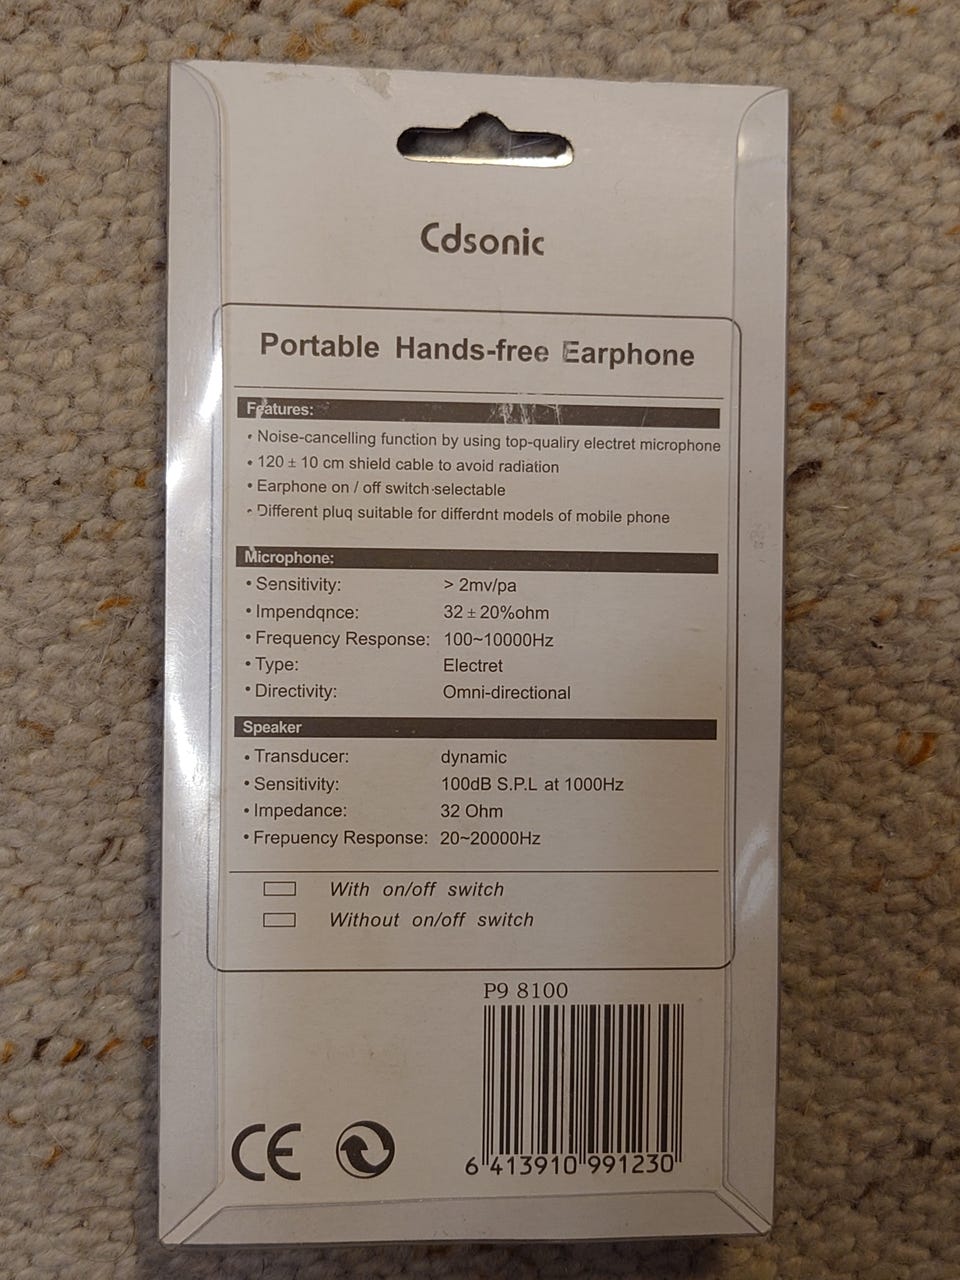 Cdsonic
Portable Hands-free Earphone
Features:
• Noise-cancelling function by using top-qualiry electret microphone
• 120 ± 10 cm shield cable to avoid radiation
• Earphone on / off switch selectable
• Different pluq suitable for differdnt models of mobile phone
Microphone:
• Sensitivity: > 2mv/pa
• Impendqnce: 32 ± 20%ohm
• Frequency Response: 100~10000Hz
• Type: Electret
• Directivity: Omni-directional
Speaker
• Transducer: dynamic
• Sensitivity: 100dB S.P.L at 1000Hz
• Impedance: 32 Ohm
• Frepuency Response: 20~20000Hz
With on/off switch
Without on/off switch
P9 8100
CE
6 413910 991230